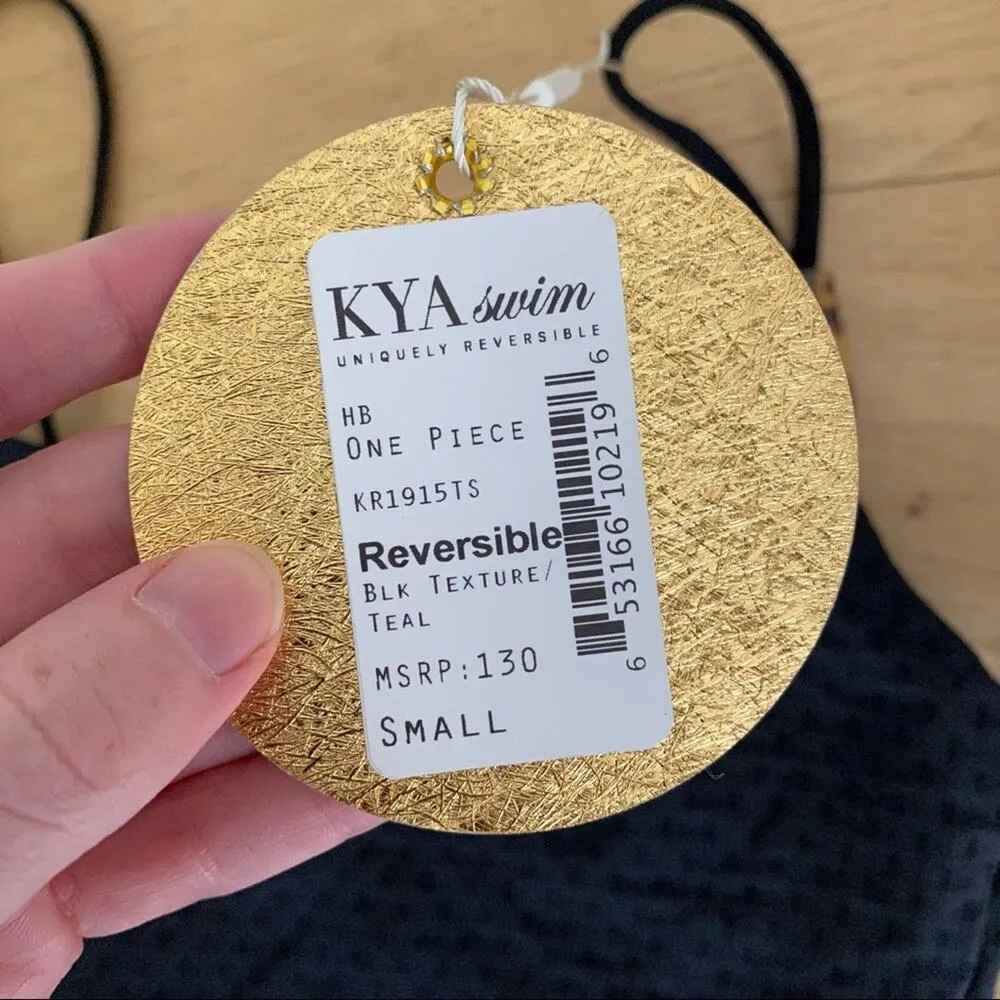 KYA swim
UNIQUELY REVERSIBLE
HB
ONE PIECE
KR1915TS
Reversible
BLK TEXTURE/
TEAL
MSRP:130
SMALL
6 53166 10219 6